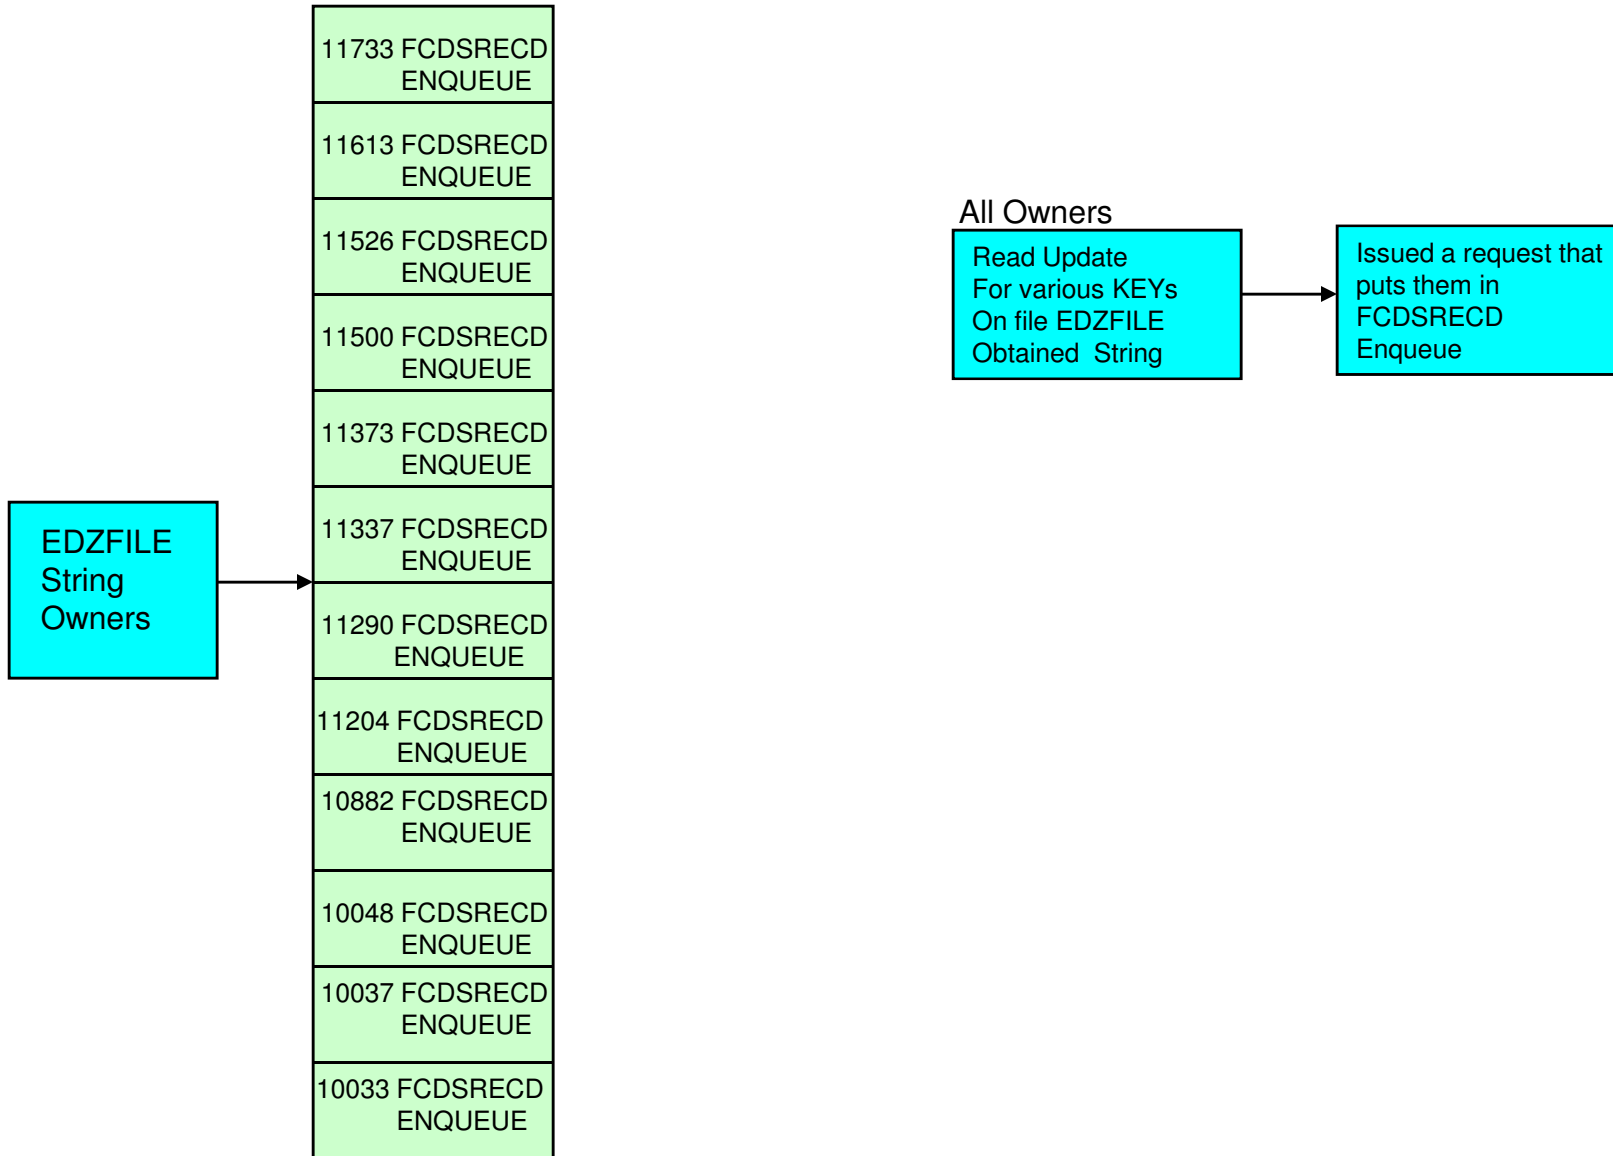 11733 FCDSRECD
ENQUEUE
11613 FCDSRECD
ENQUEUE
11526 FCDSRECD
ENQUEUE
11500 FCDSRECD
ENQUEUE
11373 FCDSRECD
ENQUEUE
11337 FCDSRECD
ENQUEUE
11290 FCDSRECD
ENQUEUE
11204 FCDSRECD
ENQUEUE
10882 FCDSRECD
ENQUEUE
10048 FCDSRECD
ENQUEUE
10037 FCDSRECD
ENQUEUE
10033 FCDSRECD
ENQUEUE
EDZFILE
String
Owners
All Owners
Read Update
For various KEYs
On file EDZFILE
Obtained String
Issued a request that
puts them in
FCDSRECD
Enqueue